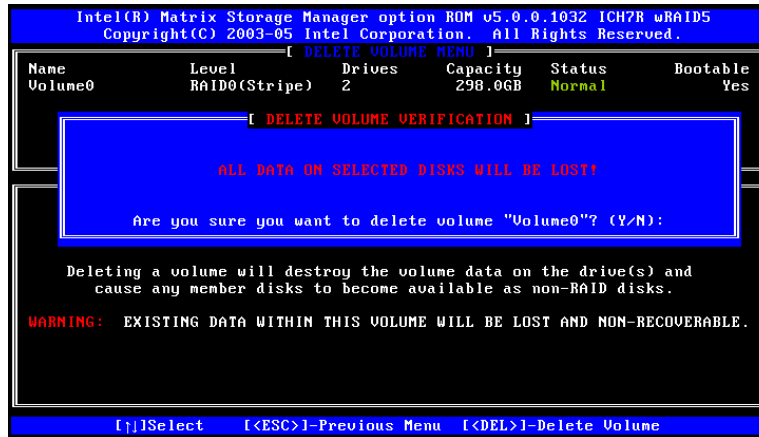 Intel(R) Matrix Storage Manager option ROM v5.0.0.1032 ICH7R wRAID5
Copyright(C) 2003-05 Intel Corporation. All Rights Reserved.
[ DELETE VOLUME MENU ]
Name Level Drives Capacity Status Bootable
Volume0 RAID0(Stripe) 2 298.0GB Normal Yes
[ DELETE VOLUME VERIFICATION ]
ALL DATA ON SELECTED DISKS WILL BE LOST!
Are you sure you want to delete volume "Volume0"? (Y/N):
Deleting a volume will destroy the volume data on the drive(s) and
cause any member disks to become available as non-RAID disks.
WARNING: EXISTING DATA WITHIN THIS VOLUME WILL BE LOST AND NON-RECOVERABLE.
[↑↓]Select [<ESC>]-Previous Menu [<DEL>]-Delete Volume